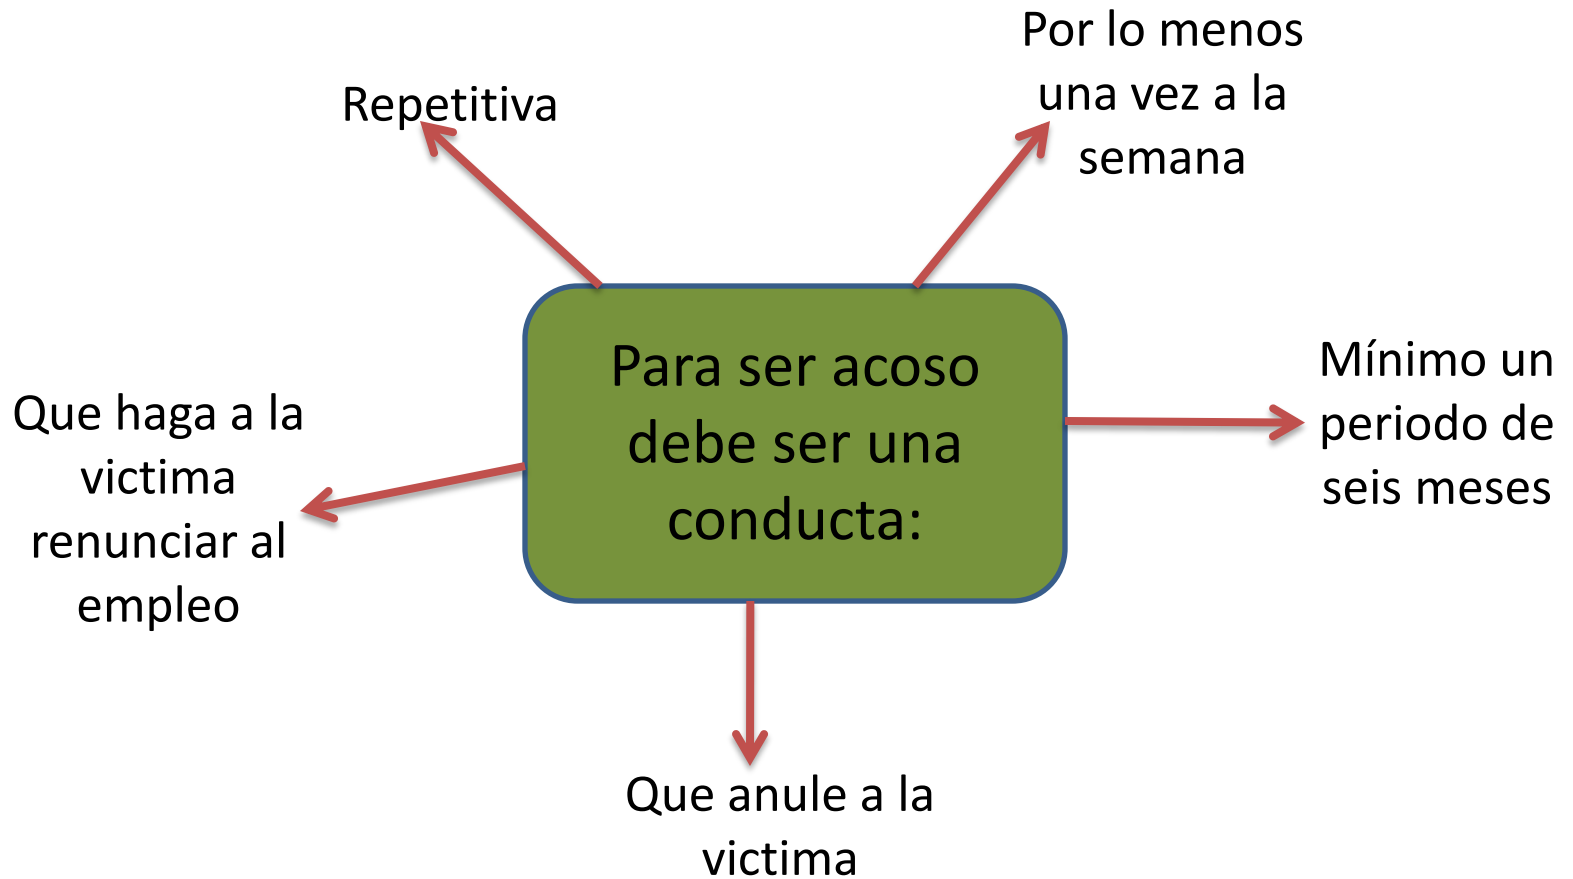 Por lo menos
una vez a la
semana
Repetitiva
Para ser acoso
debe ser una
conducta:
Mínimo un
periodo de
seis meses
Que haga a la
victima
renunciar al
empleo
Que anule a la
victima